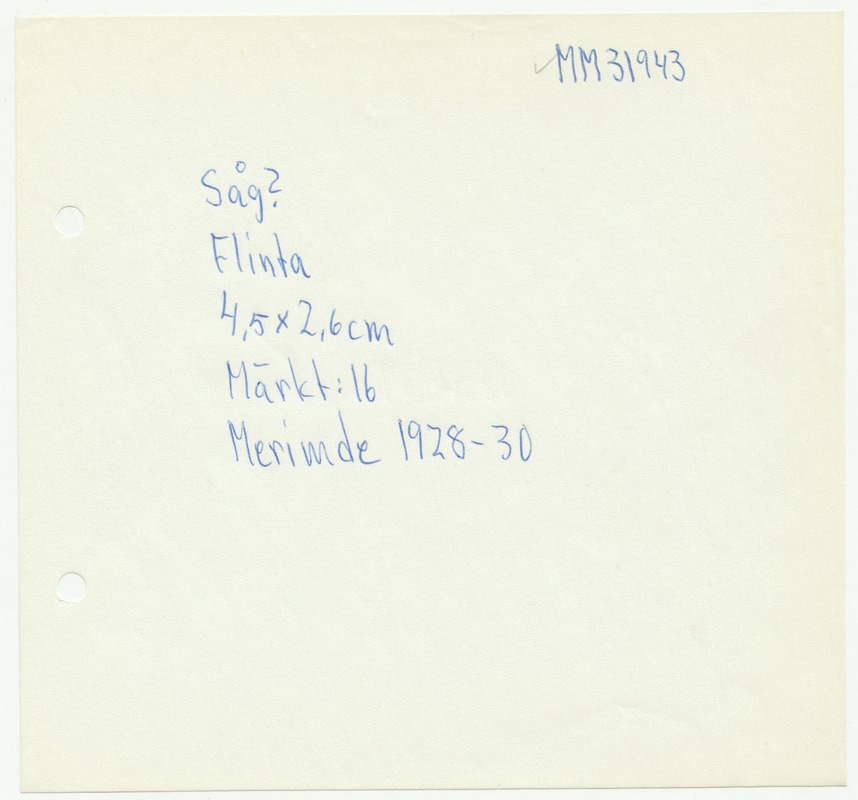 MM31943
Såg?
Flinta
4,5x2,6cm
Märkt:16
Merimde 1928-30